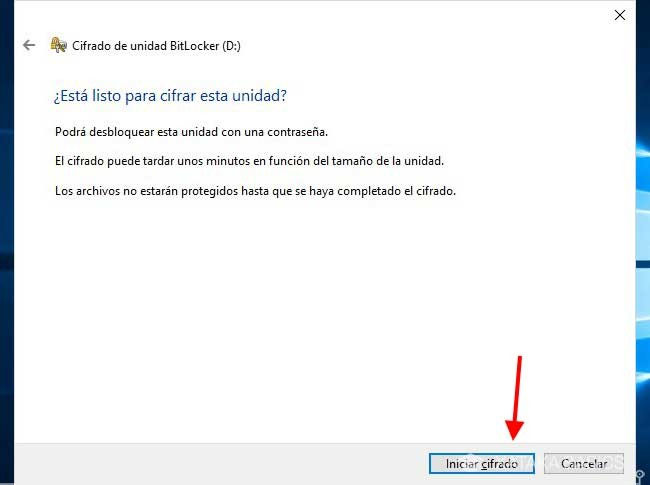 Cifrado de unidad BitLocker (D:)
¿Está listo para cifrar esta unidad?
Podrá desbloquear esta unidad con una contraseña.
El cifrado puede tardar unos minutos en función del tamaño de la unidad.
Los archivos no estarán protegidos hasta que se haya completado el cifrado.
Iniciar cifrado
Cancelar